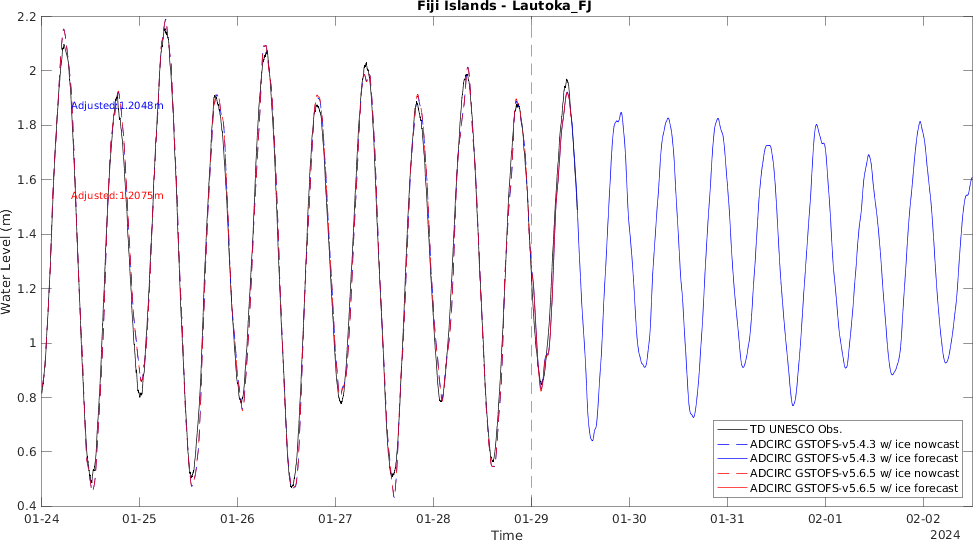 Fiji Islands - Lautoka_FJ
2.2
2
1.8
1.6
1.4
1.2
1
0.8
0.6
0.4
Water Level (m)
Adjusted:1.2048m
Adjusted:1.2075m
TD UNESCO Obs.
ADCIRC GSTOFS-v5.4.3 w/ ice nowcast
ADCIRC GSTOFS-v5.4.3 w/ ice forecast
ADCIRC GSTOFS-v5.6.5 w/ ice nowcast
ADCIRC GSTOFS-v5.6.5 w/ ice forecast
01-24 01-25 01-26 01-27 01-28 01-29 01-30 01-31 02-01 02-02
Time
2024